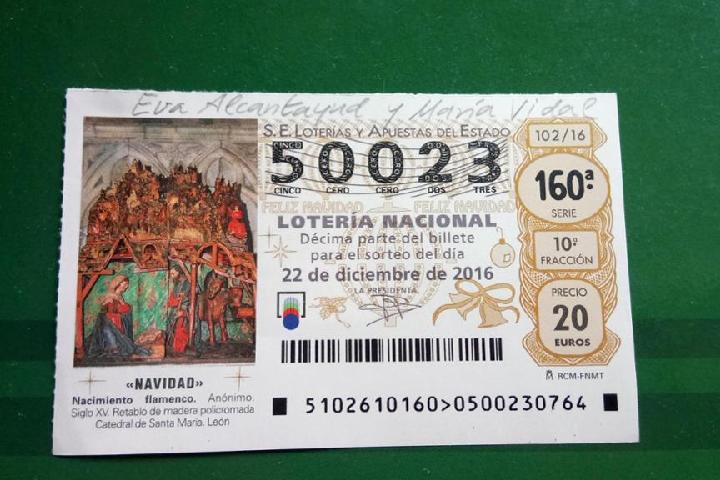 Eva Alcantayud y María Vidal
S.E. LOTERÍAS Y APUESTAS DEL ESTADO
102/16
50023
CINCO CERO CERO DOS TRES
160ª
SERIE
FELIZ NAVIDAD FELIZ NAVIDAD
LOTERÍA NACIONAL
Décima parte del billete
para el sorteo del día
22 de diciembre de 2016
LA PRESIDENTA
10ª
FRACCIÓN
PRECIO
20
EUROS
RCM-FNMT
«NAVIDAD»
Nacimiento flamenco. Anónimo.
Siglo XV. Retablo de madera policromada
Catedral de Santa María. León
5102610160>0500230764